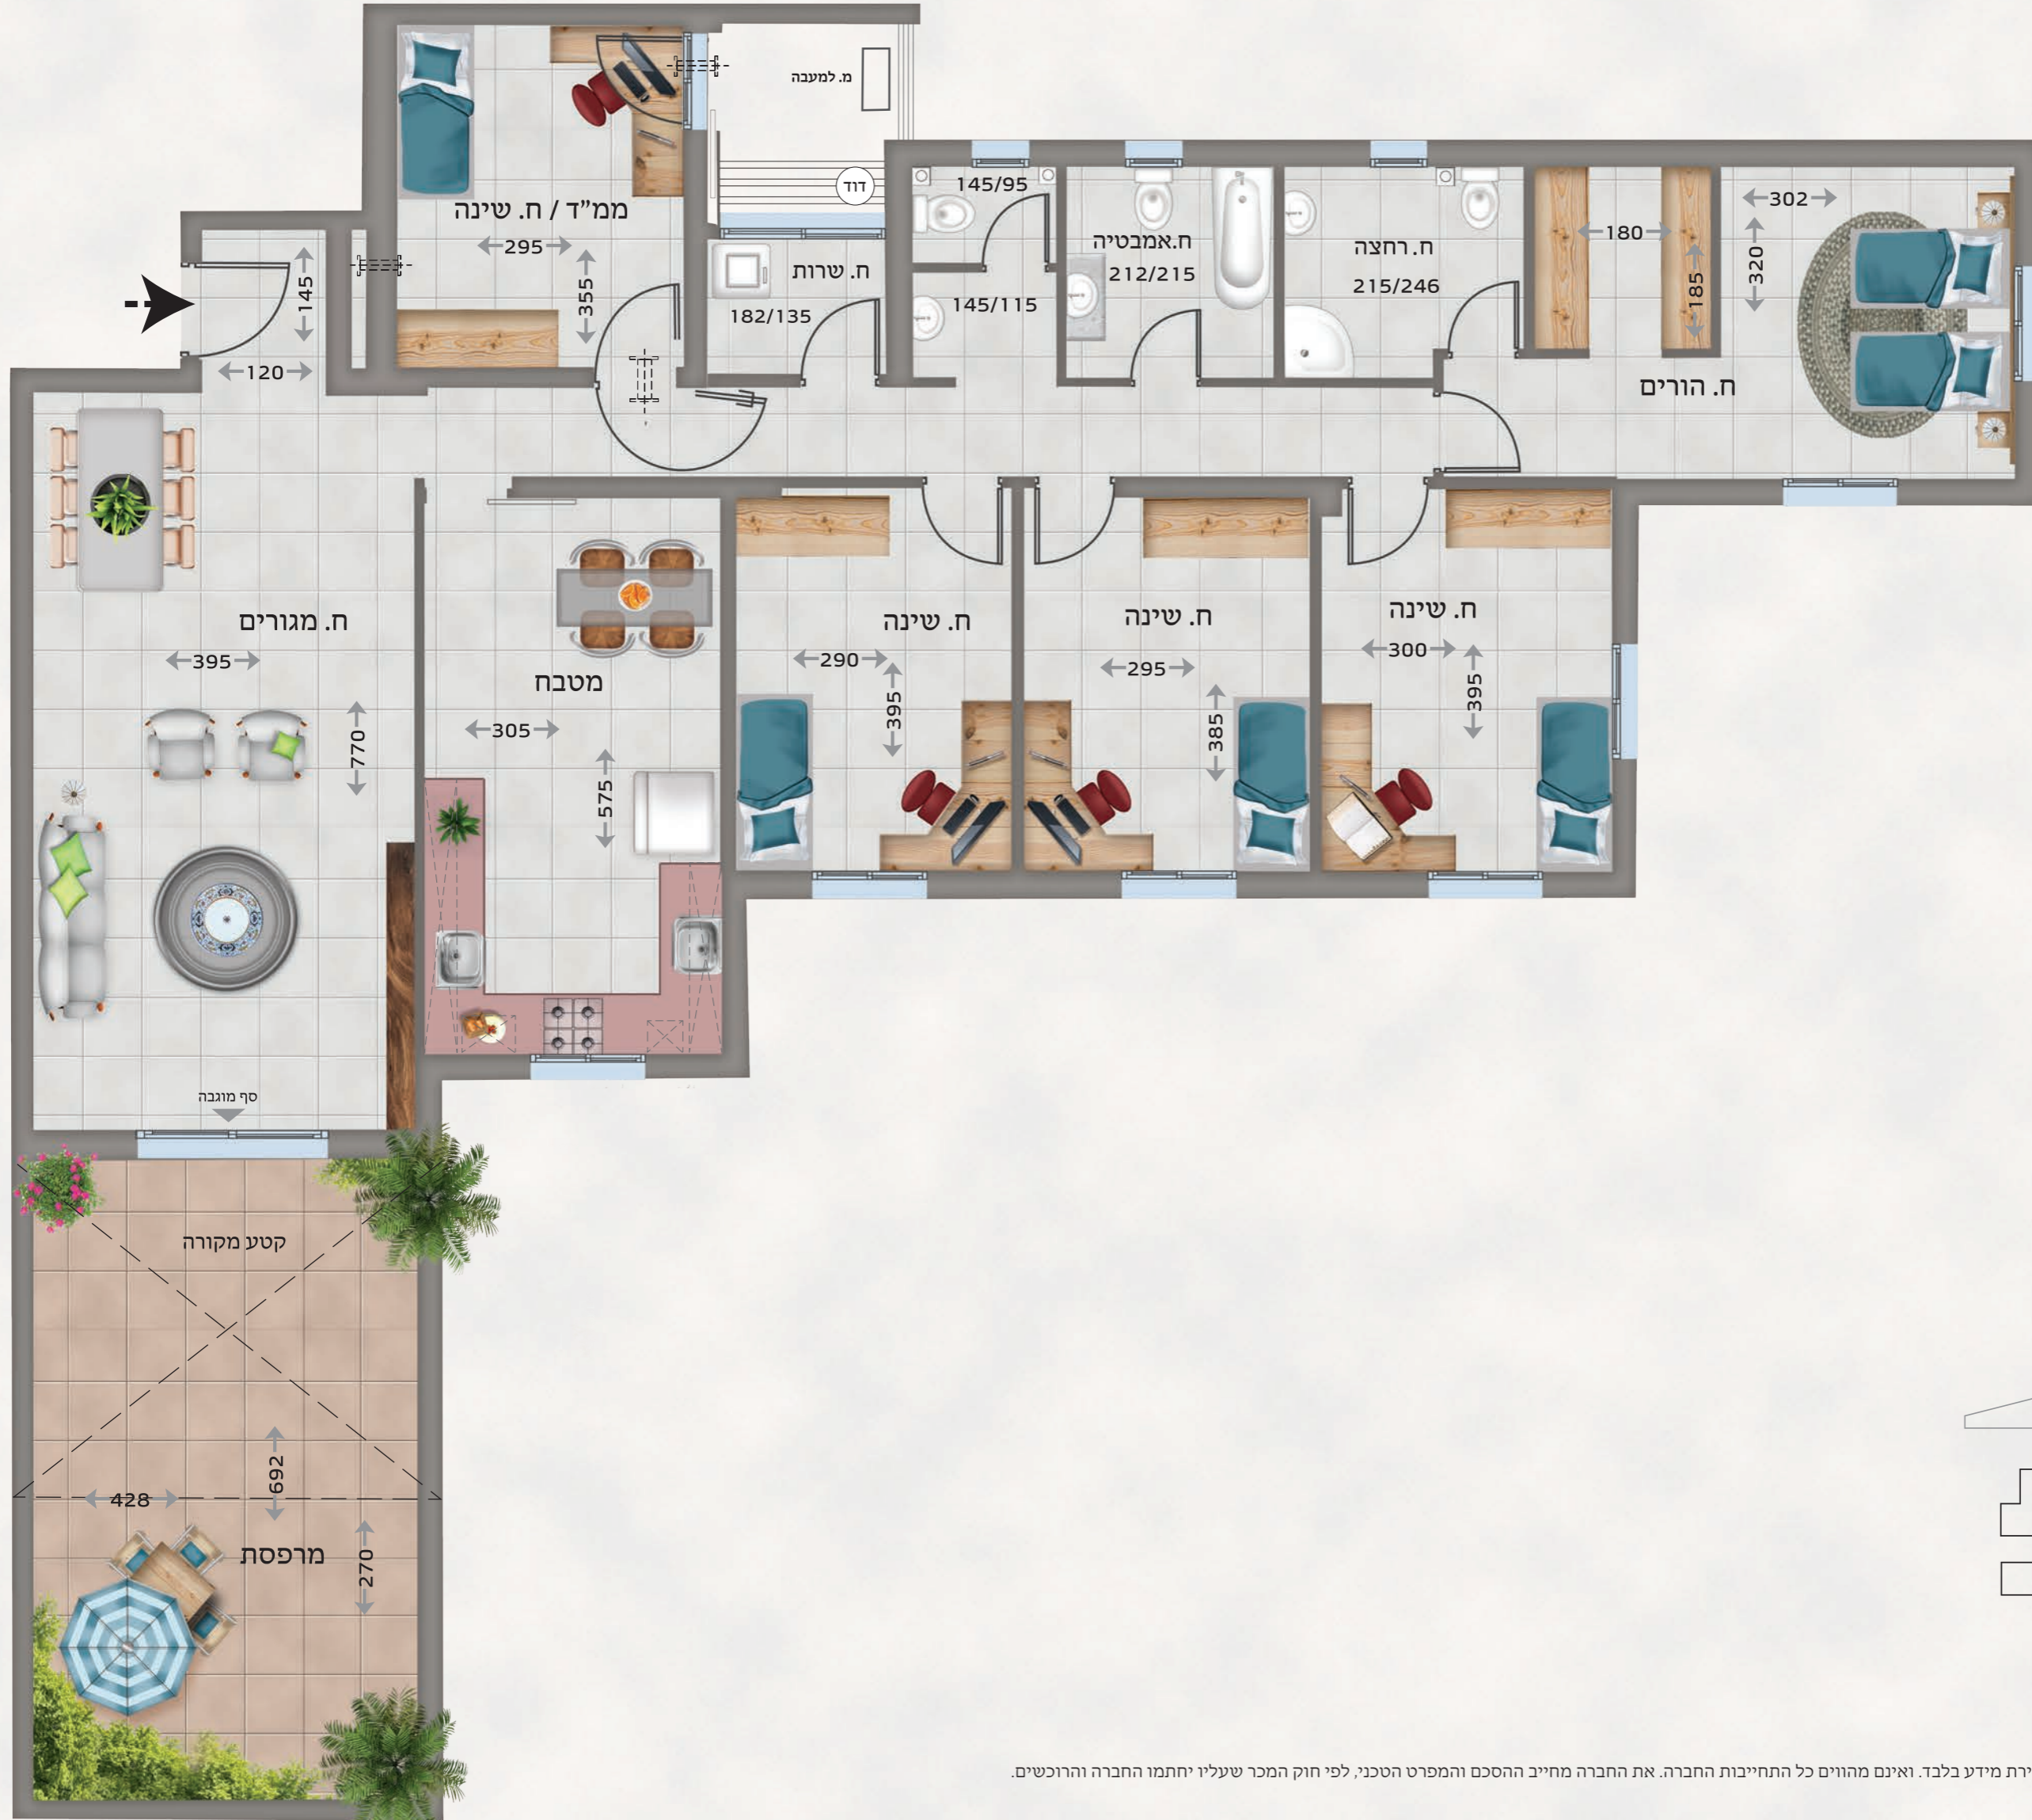 מ. למעבה
דוד
ממ"ד / ח. שינה
295
355
145
120
ח. שרות
182/135
145/95
145/115
ח.אמבטיה
212/215
ח. רחצה
215/246
180
185
302
320
ח. הורים
ח. מגורים
395
770
מטבח
305
575
ח. שינה
290
395
ח. שינה
295
385
ח. שינה
300
395
סף מוגבה
קטע מקורה
692
428
מרפסת
270
ירת מידע בלבד. ואינם מהווים כל התחייבות החברה. את החברה מחייב ההסכם והמפרט הטכני, לפי חוק המכר שעליו יחתמו החברה והרוכשים.